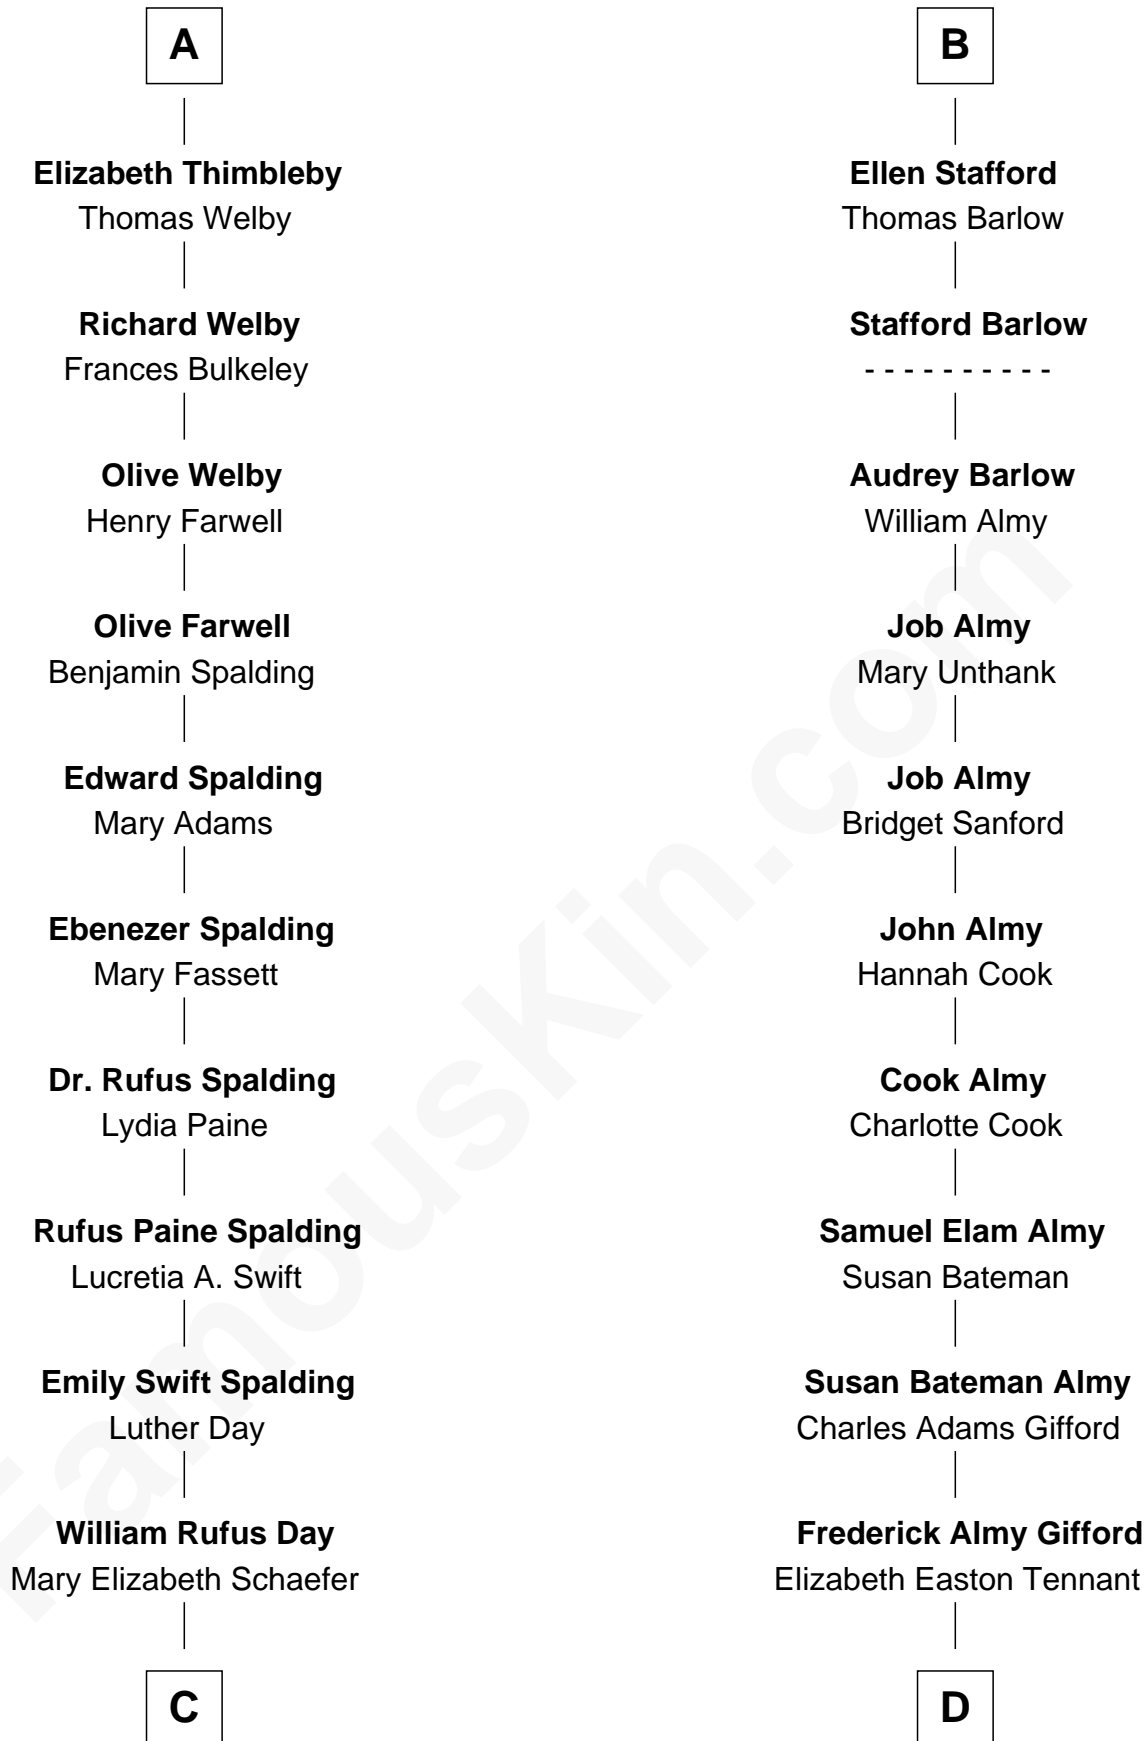 A
Elizabeth Thimbleby
Thomas Welby
Richard Welby
Frances Bulkeley
Olive Welby
Henry Farwell
Olive Farwell
Benjamin Spalding
Edward Spalding
Mary Adams
Ebenezer Spalding
Mary Fassett
Dr. Rufus Spalding
Lydia Paine
Rufus Paine Spalding
Lucretia A. Swift
Emily Swift Spalding
Luther Day
William Rufus Day
Mary Elizabeth Schaefer
C
B
Ellen Stafford
Thomas Barlow
Stafford Barlow
- - - - - - - - - -
Audrey Barlow
William Almy
Job Almy
Mary Unthank
Job Almy
Bridget Sanford
John Almy
Hannah Cook
Cook Almy
Charlotte Cook
Samuel Elam Almy
Susan Bateman
Susan Bateman Almy
Charles Adams Gifford
Frederick Almy Gifford
Elizabeth Easton Tennant
D
FamousKin.com